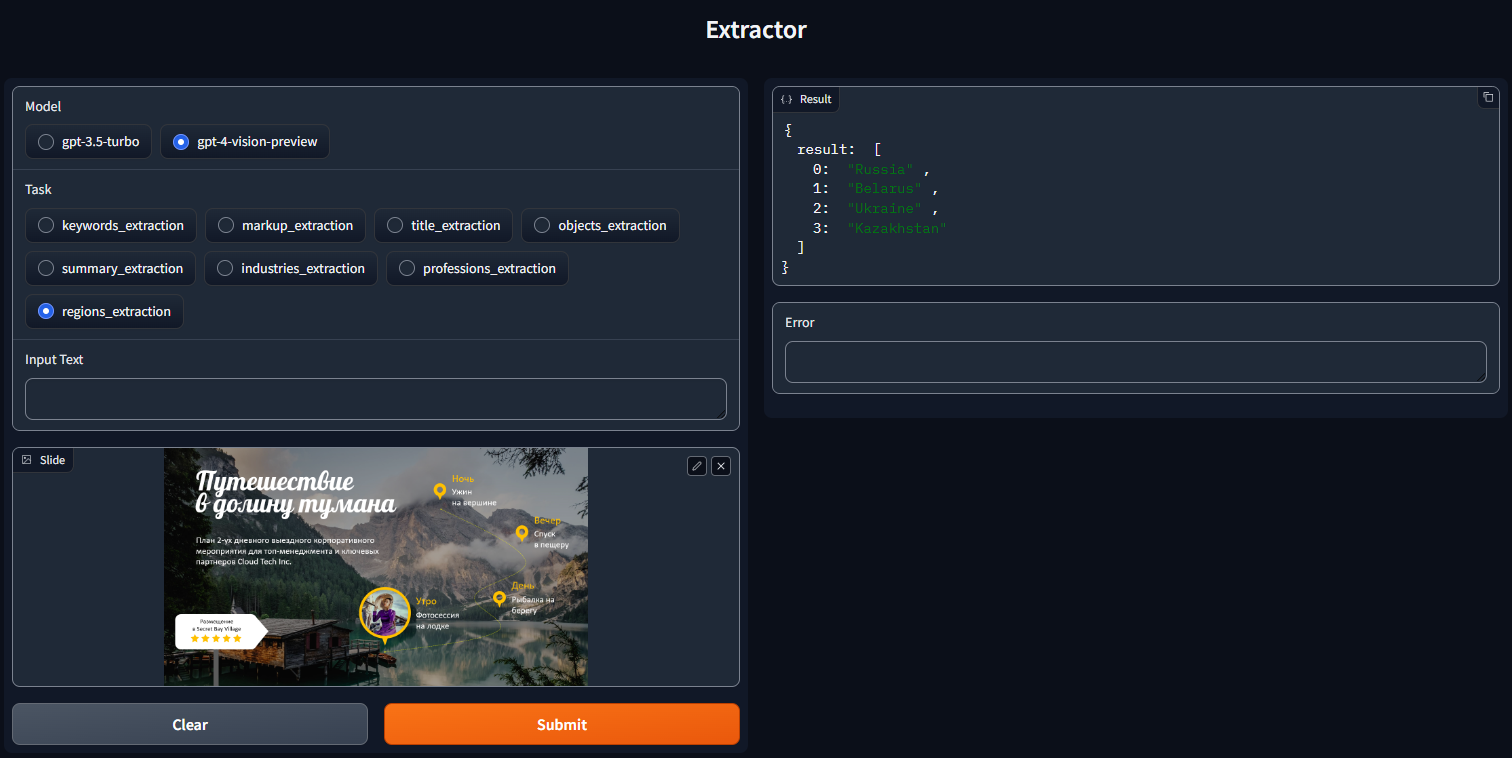 Extractor
Model
gpt-3.5-turbo
gpt-4-vision-preview
Task
keywords_extraction
markup_extraction
title_extraction
objects_extraction
summary_extraction
industries_extraction
professions_extraction
regions_extraction
Input Text
Slide
Путешествие
в долину тумана
План 2-ух дневного выездного корпоративного
мероприятия для топ-менеджмента и ключевых
партнеров Cloud Tech Inc.
Ночь
Ужин
на вершине
Вечер
Спуск
в пещеру
День
Рыбалка на
берегу
Утро
Фотосессия
на лодке
Размещение
в Secret Bay Village
Clear
Submit
{.} Result
{
result: [
0: "Russia" ,
1: "Belarus" ,
2: "Ukraine" ,
3: "Kazakhstan"
]
}
Error